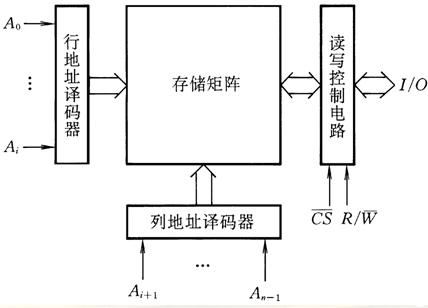 A₀
⋮
Aᵢ
行地址译码器
存储矩阵
读写控制电路
I/O
C̅S̅ R/W̅
列地址译码器
Aᵢ₊₁ … Aₙ₋₁